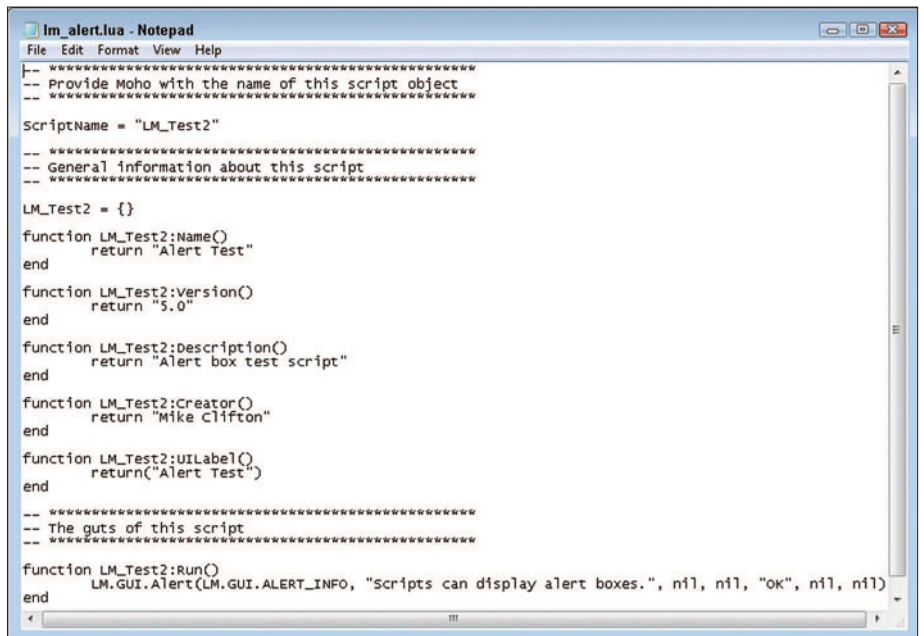 lm_alert.lua - Notepad
File Edit Format View Help
-- **************************************************
-- Provide Moho with the name of this script object
-- **************************************************
ScriptName = "LM_Test2"
-- **************************************************
-- General information about this script
-- **************************************************
LM_Test2 = {}
function LM_Test2:Name()
return "Alert Test"
end
function LM_Test2:Version()
return "5.0"
end
function LM_Test2:Description()
return "Alert box test script"
end
function LM_Test2:Creator()
return "Mike Clifton"
end
function LM_Test2:UILabel()
return("Alert Test")
end
-- **************************************************
-- The guts of this script
-- **************************************************
function LM_Test2:Run()
LM.GUI.Alert(LM.GUI.ALERT_INFO, "Scripts can display alert boxes.", nil, nil, "OK", nil, nil)
end